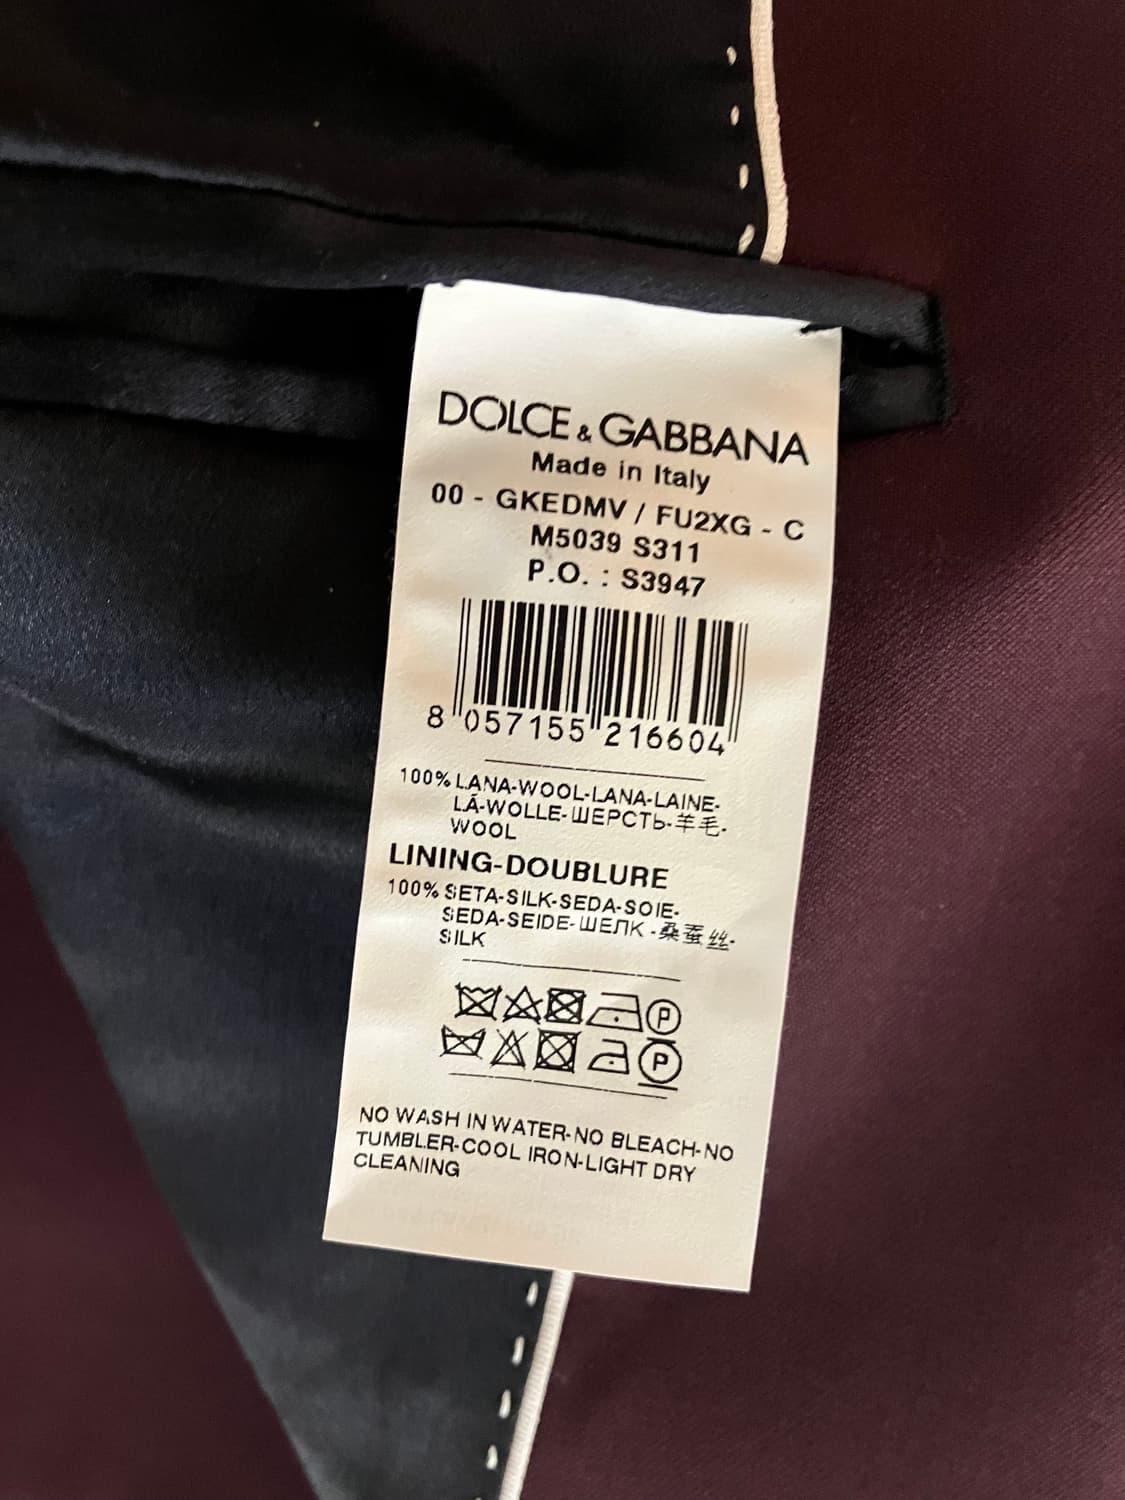 DOLCE & GABBANA
Made in Italy
00 - GKEDMV / FU2XG - C
M5039 S311
P.O. : S3947
8 057155 216604
100% LANA-WOOL-LANA-LAINE-
LÃ-WOLLE-ШЕРСТЬ-羊毛-
WOOL
LINING-DOUBLURE
100% SETA-SILK-SEDA-SOIE-
SEDA-SEIDE-ШЕЛК-桑蚕丝-
SILK
P
P
NO WASH IN WATER-NO BLEACH-NO
TUMBLER-COOL IRON-LIGHT DRY
CLEANING